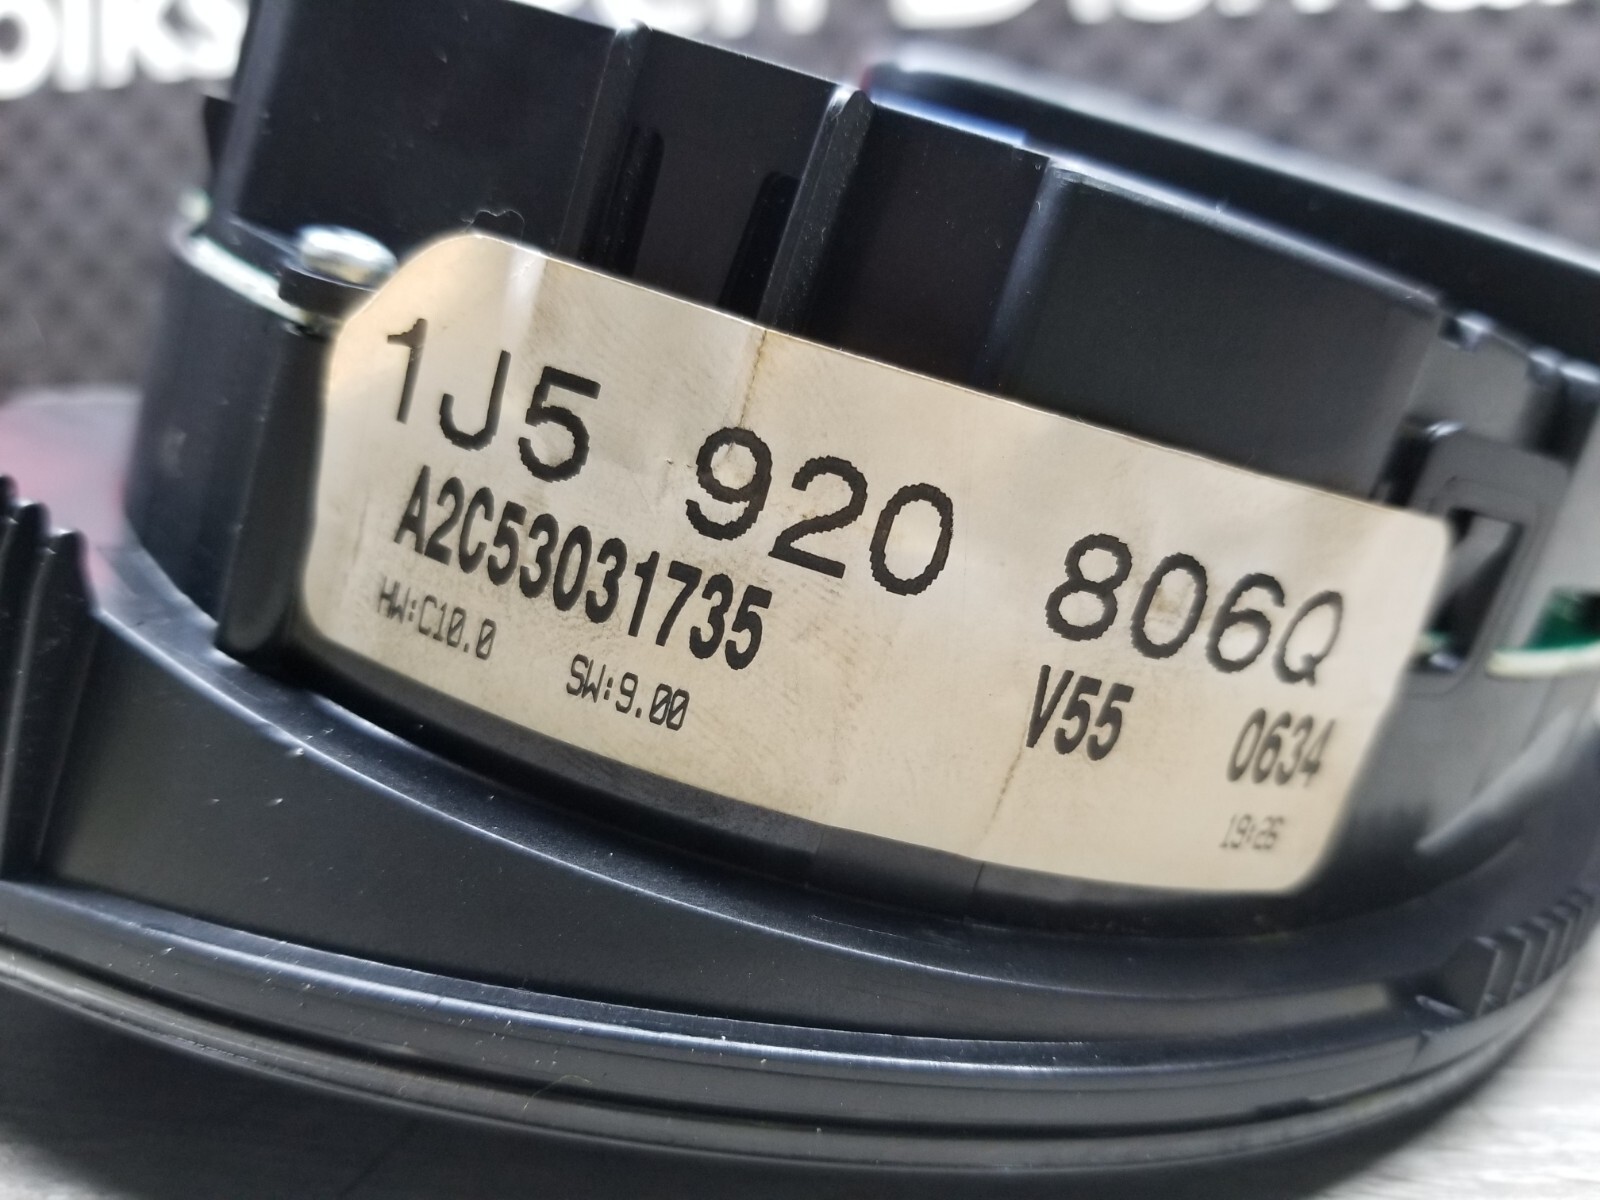 1J5 920 806Q
A2C53031735 V55 0634
HW:C10.0 SW:9.00 19:26